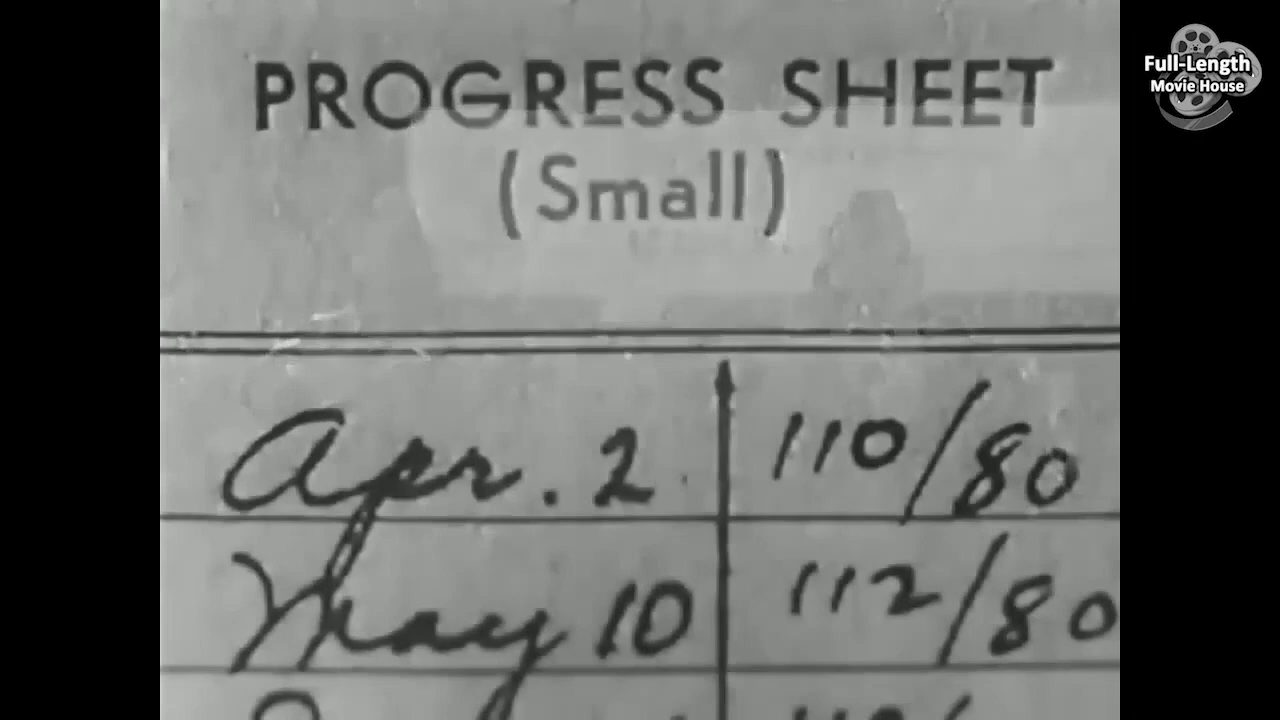 PROGRESS SHEET
(Small)
Apr. 2 110/80
May 10 112/80
Full-Length
Movie House